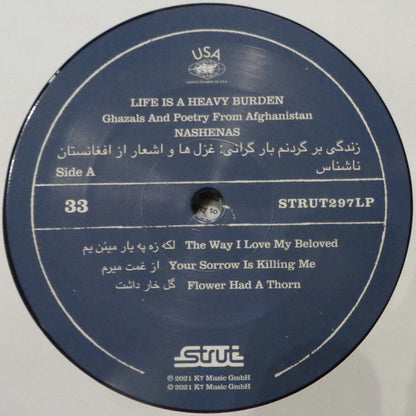 USA
LIFE IS A HEAVY BURDEN
Ghazals And Poetry From Afghanistan
NASHENAS
زندگی بر گردنم بار گرانی: غزل ها و اشعار از افغانستان
ناشناس
Side A
33
STRUT297LP
لکه زه په یار مین یم The Way I Love My Beloved
از غمت میرم Your Sorrow Is Killing Me
گل خار داشت Flower Had A Thorn
Strut
℗ 2021 K7 Music GmbH
© 2021 K7 Music GmbH